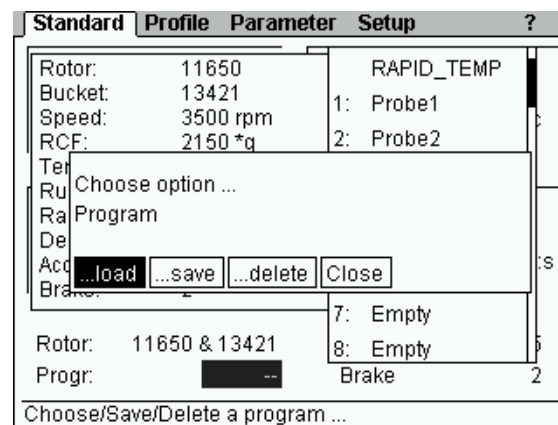 Standard Profile Parameter Setup ?
Rotor: 11650
Bucket: 13421
Speed: 3500 rpm
RCF: 2150 *g
RAPID_TEMP
1: Probe1
2: Probe2
Choose option ...
Program
...load ...save ...delete Close
Brake: 2
7: Empty
8: Empty
Rotor: 11650 & 13421
Progr: --
Brake 2
Choose/Save/Delete a program ...